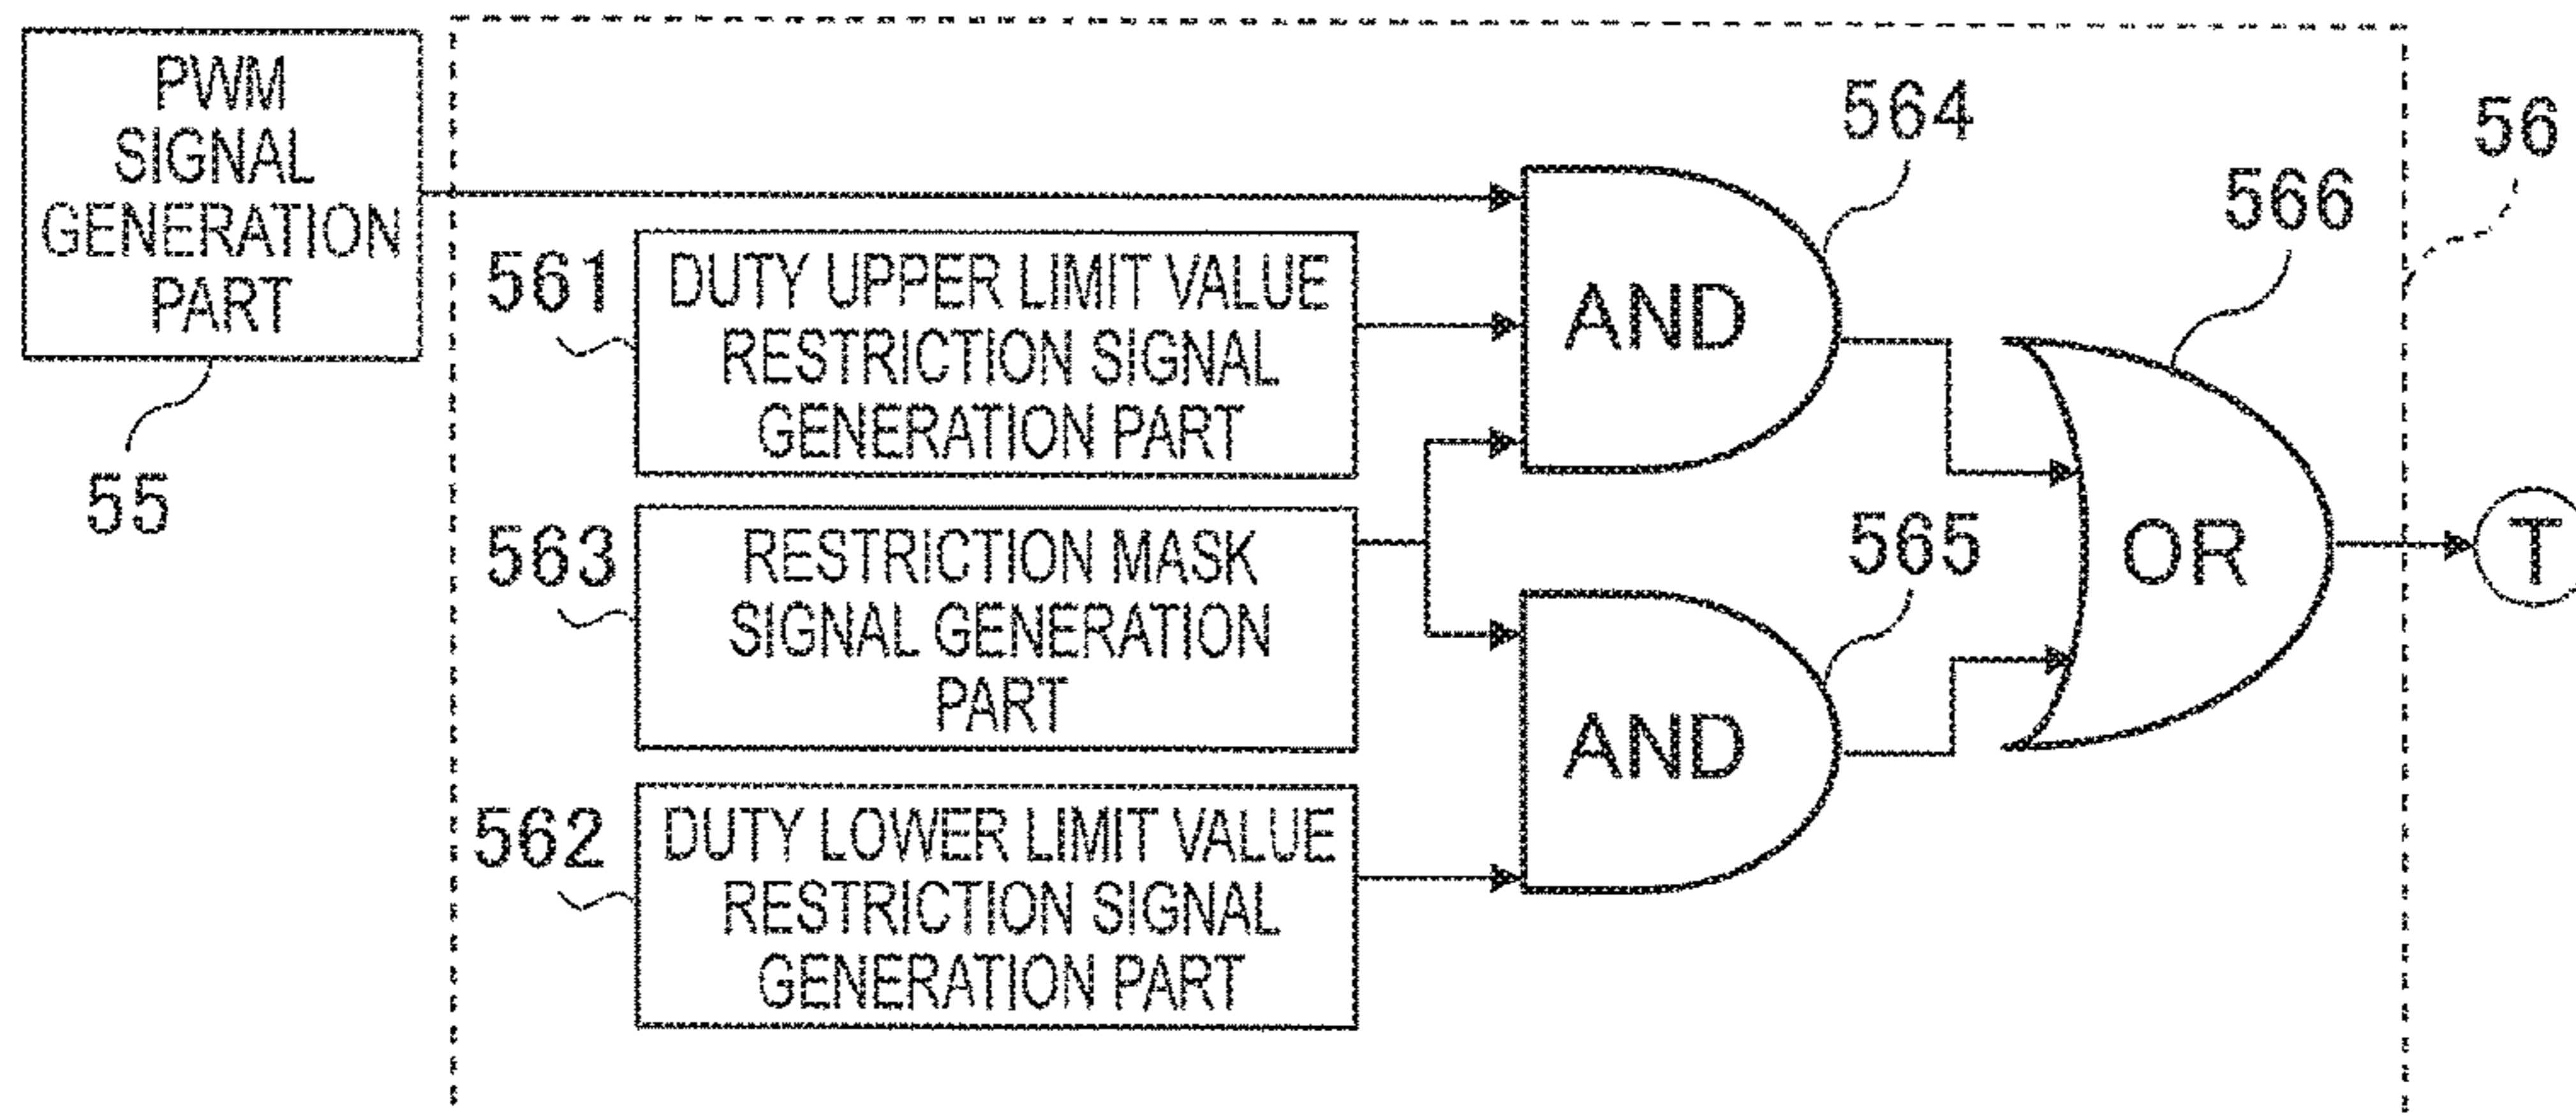 PWM
SIGNAL
GENERATION
PART
55
56
561
DUTY UPPER LIMIT VALUE
RESTRICTION SIGNAL
GENERATION PART
563
RESTRICTION MASK
SIGNAL GENERATION
PART
562
DUTY LOWER LIMIT VALUE
RESTRICTION SIGNAL
GENERATION PART
564
AND
565
AND
566
OR
T